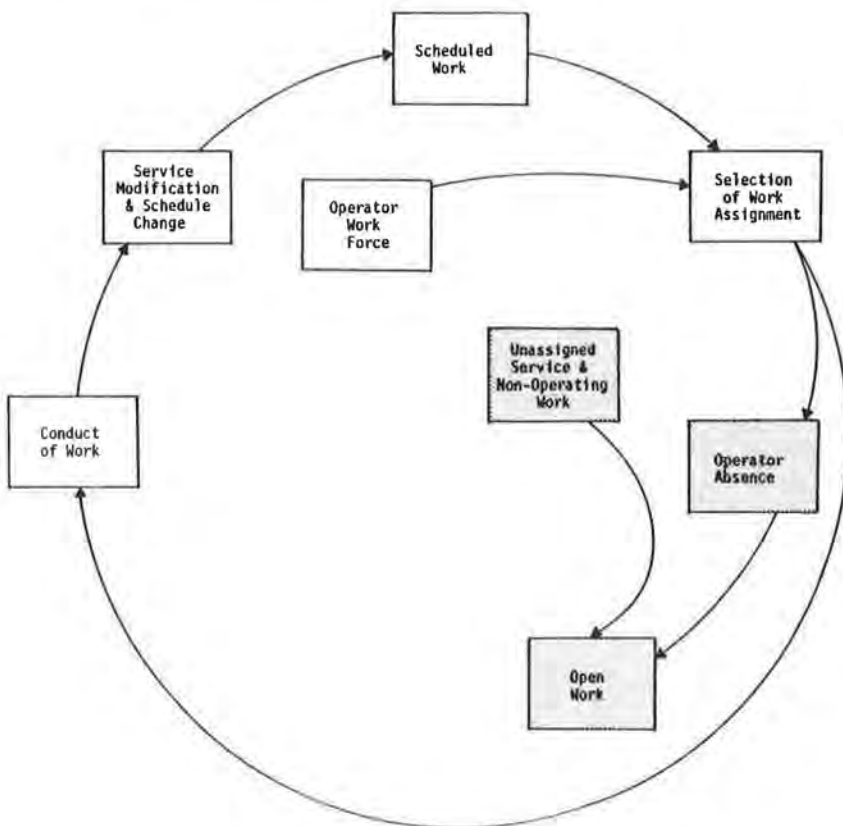 Scheduled
Work
Service
Modification
& Schedule
Change
Operator
Work
Force
Selection
of Work
Assignment
Unassigned
Service &
Non-Operating
Work
Conduct
of Work
Operator
Absence
Open
Work